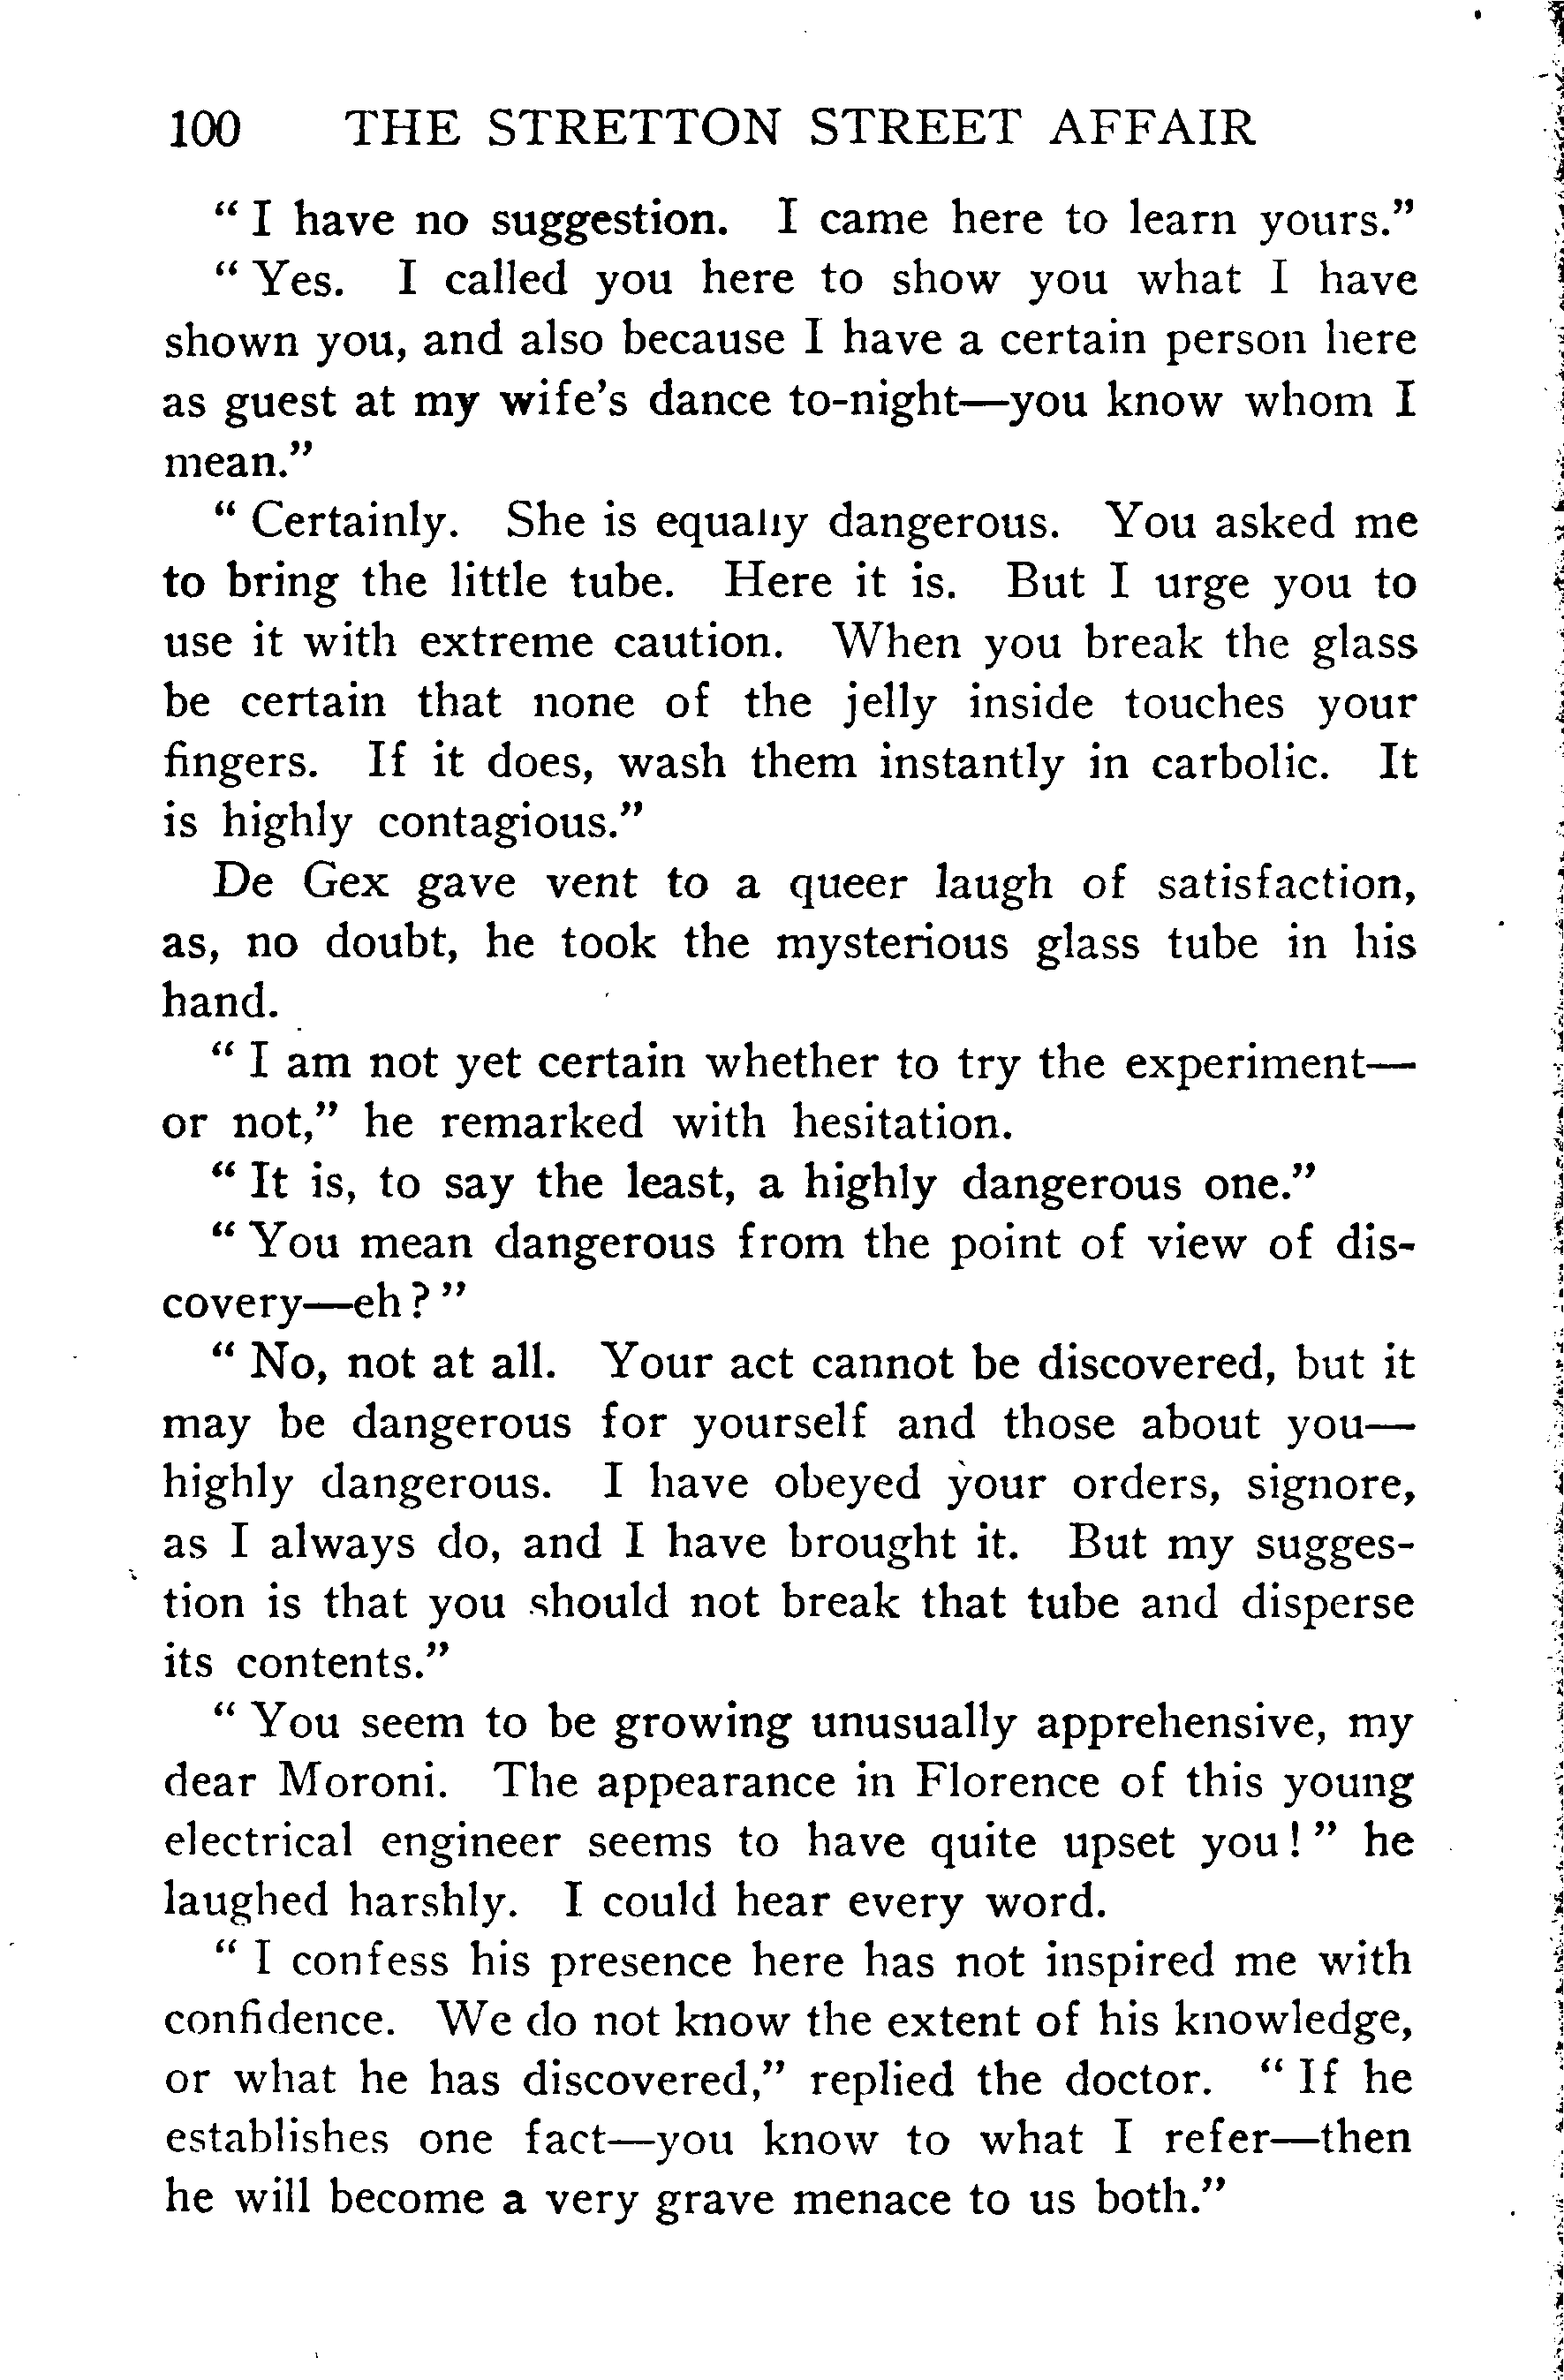 100 THE STRETTON STREET AFFAIR
“ I have no suggestion. I came here to learn yours.”
“ Yes. I called you here to show you what I have
shown you, and also because I have a certain person here
as guest at my wife’s dance to-night—you know whom I
mean.”
“ Certainly. She is equally dangerous. You asked me
to bring the little tube. Here it is. But I urge you to
use it with extreme caution. When you break the glass
be certain that none of the jelly inside touches your
fingers. If it does, wash them instantly in carbolic. It
is highly contagious.”
De Gex gave vent to a queer laugh of satisfaction,
as, no doubt, he took the mysterious glass tube in his
hand.
“ I am not yet certain whether to try the experiment—
or not,” he remarked with hesitation.
“ It is, to say the least, a highly dangerous one.”
“ You mean dangerous from the point of view of dis-
covery—eh ? ”
“ No, not at all. Your act cannot be discovered, but it
may be dangerous for yourself and those about you—
highly dangerous. I have obeyed your orders, signore,
as I always do, and I have brought it. But my sugges-
tion is that you should not break that tube and disperse
its contents.”
“ You seem to be growing unusually apprehensive, my
dear Moroni. The appearance in Florence of this young
electrical engineer seems to have quite upset you ! ” he
laughed harshly. I could hear every word.
“ I confess his presence here has not inspired me with
confidence. We do not know the extent of his knowledge,
or what he has discovered,” replied the doctor. “ If he
establishes one fact—you know to what I refer—then
he will become a very grave menace to us both.”